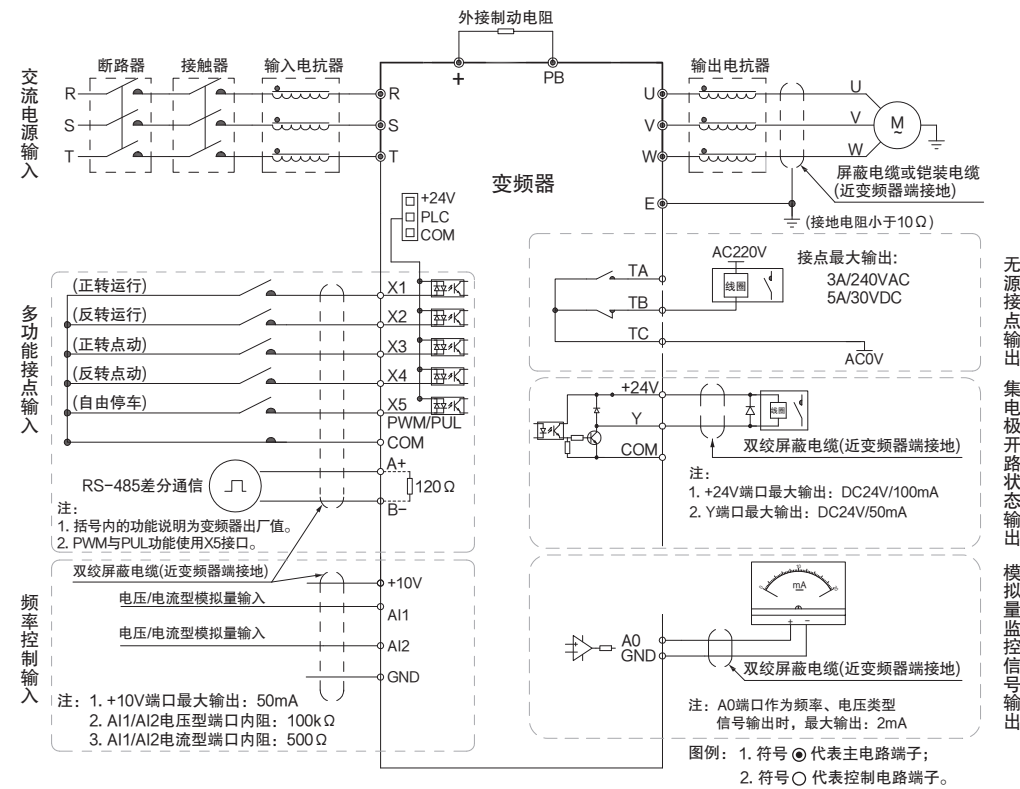 外接制动电阻
+
PB
交流电源输入
断路器
接触器
输入电抗器
R
S
T
R
S
T
变频器
输出电抗器
U
V
W
U
V
W
M
~
E
屏蔽电缆或铠装电缆
(近变频器端接地)
(接地电阻小于10Ω)
+24V
PLC
COM
多功能接点输入
(正转运行)
X1
(反转运行)
X2
(正转点动)
X3
(反转点动)
X4
(自由停车)
X5
PWM/PUL
COM
RS-485差分通信
A+
120Ω
B-
注:
1. 括号内的功能说明为变频器出厂值。
2. PWM与PUL功能使用X5接口。
频率控制输入
双绞屏蔽电缆(近变频器端接地)
+10V
电压/电流型模拟量输入
AI1
电压/电流型模拟量输入
AI2
GND
注: 1. +10V端口最大输出: 50mA
2. AI1/AI2电压型端口内阻: 100kΩ
3. AI1/AI2电流型端口内阻: 500Ω
无源接点输出
TA
TB
TC
AC220V
线圈
AC0V
接点最大输出:
3A/240VAC
5A/30VDC
集电极开路状态输出
+24V
Y
COM
线圈
双绞屏蔽电缆(近变频器端接地)
注:
1. +24V端口最大输出: DC24V/100mA
2. Y端口最大输出: DC24V/50mA
模拟量监控信号输出
mA
+ -
A0
GND
双绞屏蔽电缆(近变频器端接地)
注: A0端口作为频率、电压类型
信号输出时，最大输出: 2mA
图例: 1. 符号 代表主电路端子;
2. 符号 代表控制电路端子。